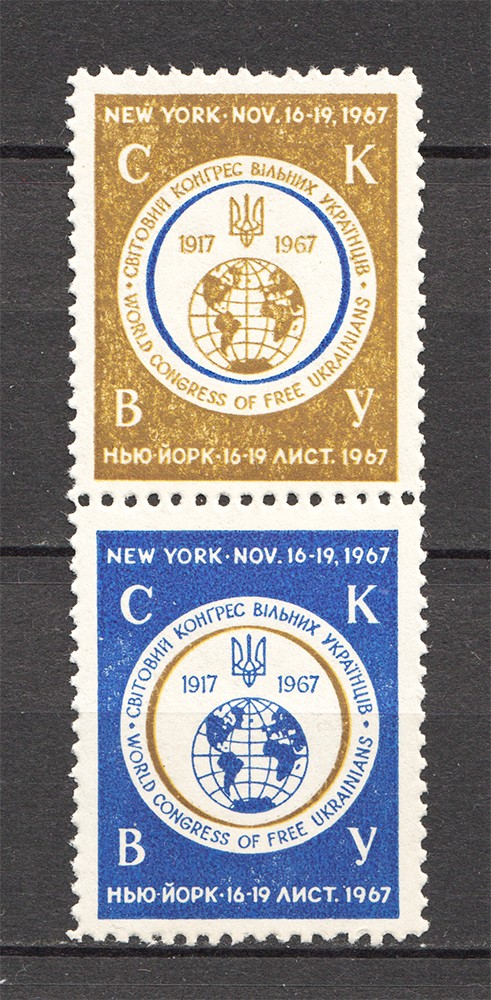 NEW YORK · NOV. 16-19, 1967
С К
· СВІТОВИЙ КОНГРЕС ВІЛЬНИХ УКРАЇНЦІВ ·
1917 1967
WORLD CONGRESS OF FREE UKRAINIANS
В У
НЬЮ-ЙОРК · 16-19 ЛИСТ. 1967
NEW YORK · NOV. 16-19, 1967
С К
· СВІТОВИЙ КОНГРЕС ВІЛЬНИХ УКРАЇНЦІВ ·
1917 1967
WORLD CONGRESS OF FREE UKRAINIANS
В У
НЬЮ-ЙОРК · 16-19 ЛИСТ. 1967